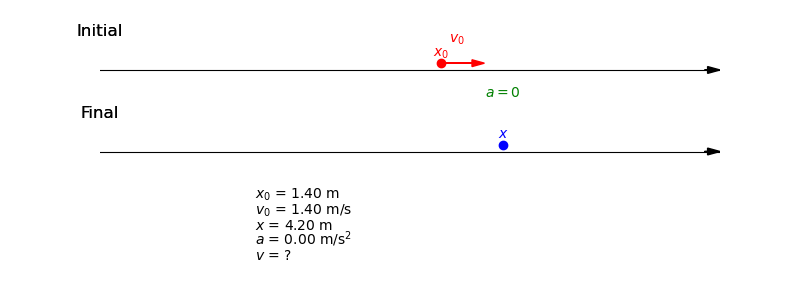 Initial
v₀
x₀
a = 0
Final
x
x₀ = 1.40 m
v₀ = 1.40 m/s
x = 4.20 m
a = 0.00 m/s²
v = ?